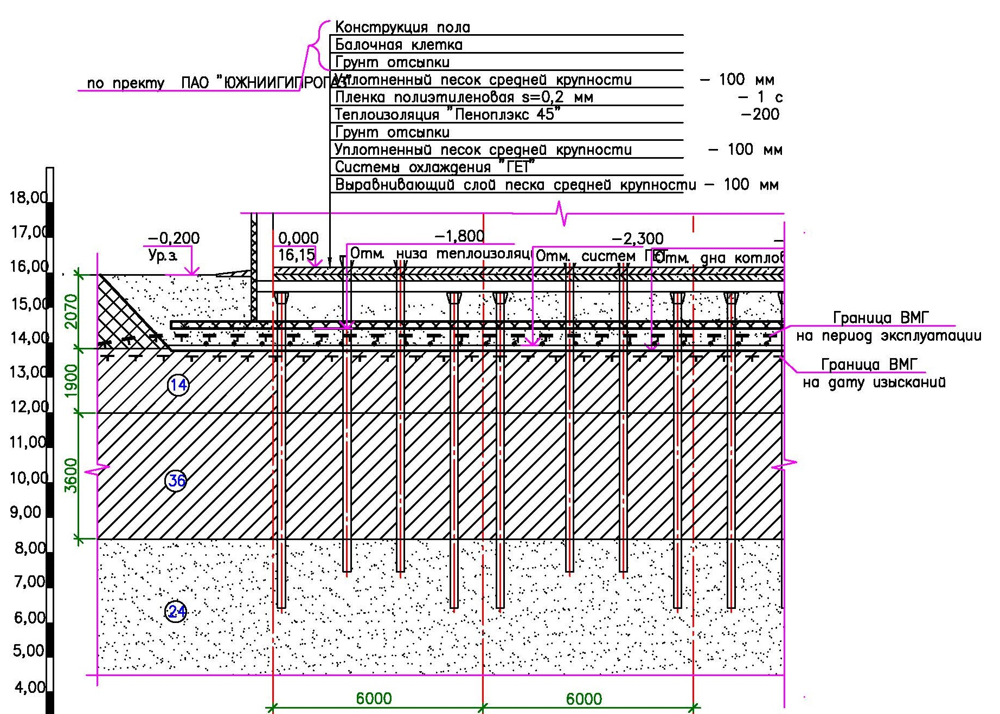 Конструкция пола
Балочная клетка
Грунт отсыпки
по пректу ПАО "ЮЖНИИГИПРОГАЗ"
Уплотненный песок средней крупности – 100 мм
Пленка полиэтиленовая s=0,2 мм – 1 с
Теплоизоляция "Пеноплэкс 45" –200
Грунт отсыпки
Уплотненный песок средней крупности – 100 мм
Системы охлаждения "ГЕТ"
Выравнивающий слой песка средней крупности – 100 мм
18,00
17,00
16,00
15,00
14,00
13,00
12,00
11,00
10,00
9,00
8,00
7,00
6,00
5,00
4,00
2070
1900
3600
–0,200
Ур.з.
0,000
16,15
–1,800
Отм. низа теплоизоляц
–2,300
Отм. систем ГЕТ
–
Отм. дна котлов
Граница ВМГ
на период эксплуатации
Граница ВМГ
на дату изысканий
14
36
24
6000
6000